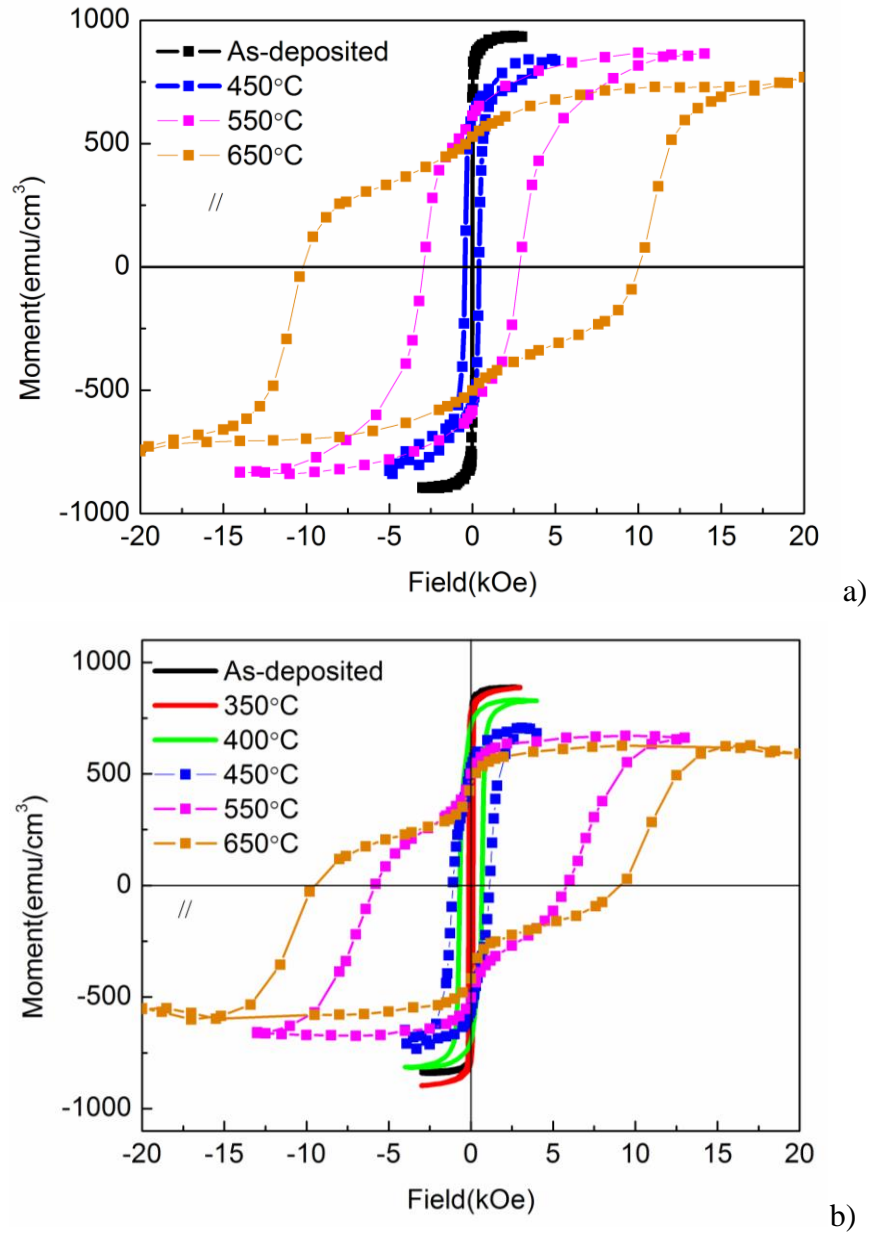 1000
As-deposited
450°C
550°C
500
650°C
//
0
Moment(emu/cm³)
-500
-1000
-20 -15 -10 -5 0 5 10 15 20
Field(kOe)
a)
1000
As-deposited
350°C
400°C
500
450°C
550°C
650°C
0
//
Moment(emu/cm³)
-500
-1000
-20 -15 -10 -5 0 5 10 15 20
Field(kOe)
b)